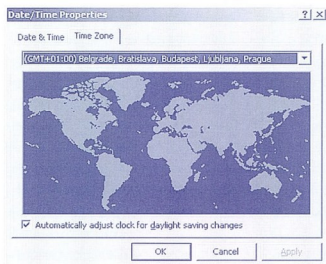 Date/Time Properties ? ×
Date & Time Time Zone
(GMT+01:00) Belgrade, Bratislava, Budapest, Ljubljana, Prague
Automatically adjust clock for daylight saving changes
OK Cancel Apply